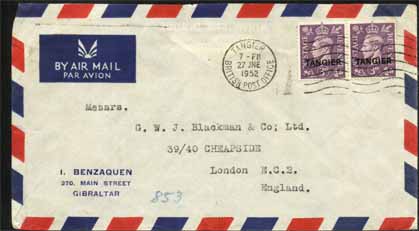 BY AIR MAIL
PAR AVION
TANGIER
7-PM
27 JNE
1952
BRITISH POST OFFICE
TANGIER
TANGIER
Messrs.
G. W. J. Blackman & Co; Ltd.
39/40 CHEAPSIDE
London N.C.2.
England.
I. BENZAQUEN
270. MAIN STREET
GIBRALTAR
853